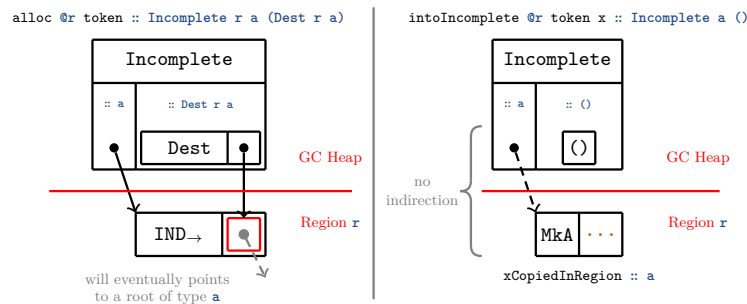 alloc @r token :: Incomplete r a (Dest r a)
Incomplete
:: a
:: Dest r a
Dest
GC Heap
IND→
Region r
will eventually points
to a root of type a
intoIncomplete @r token x :: Incomplete a ()
Incomplete
:: a
:: ()
()
GC Heap
no
indirection
Region r
MkA ···
xCopiedInRegion :: a